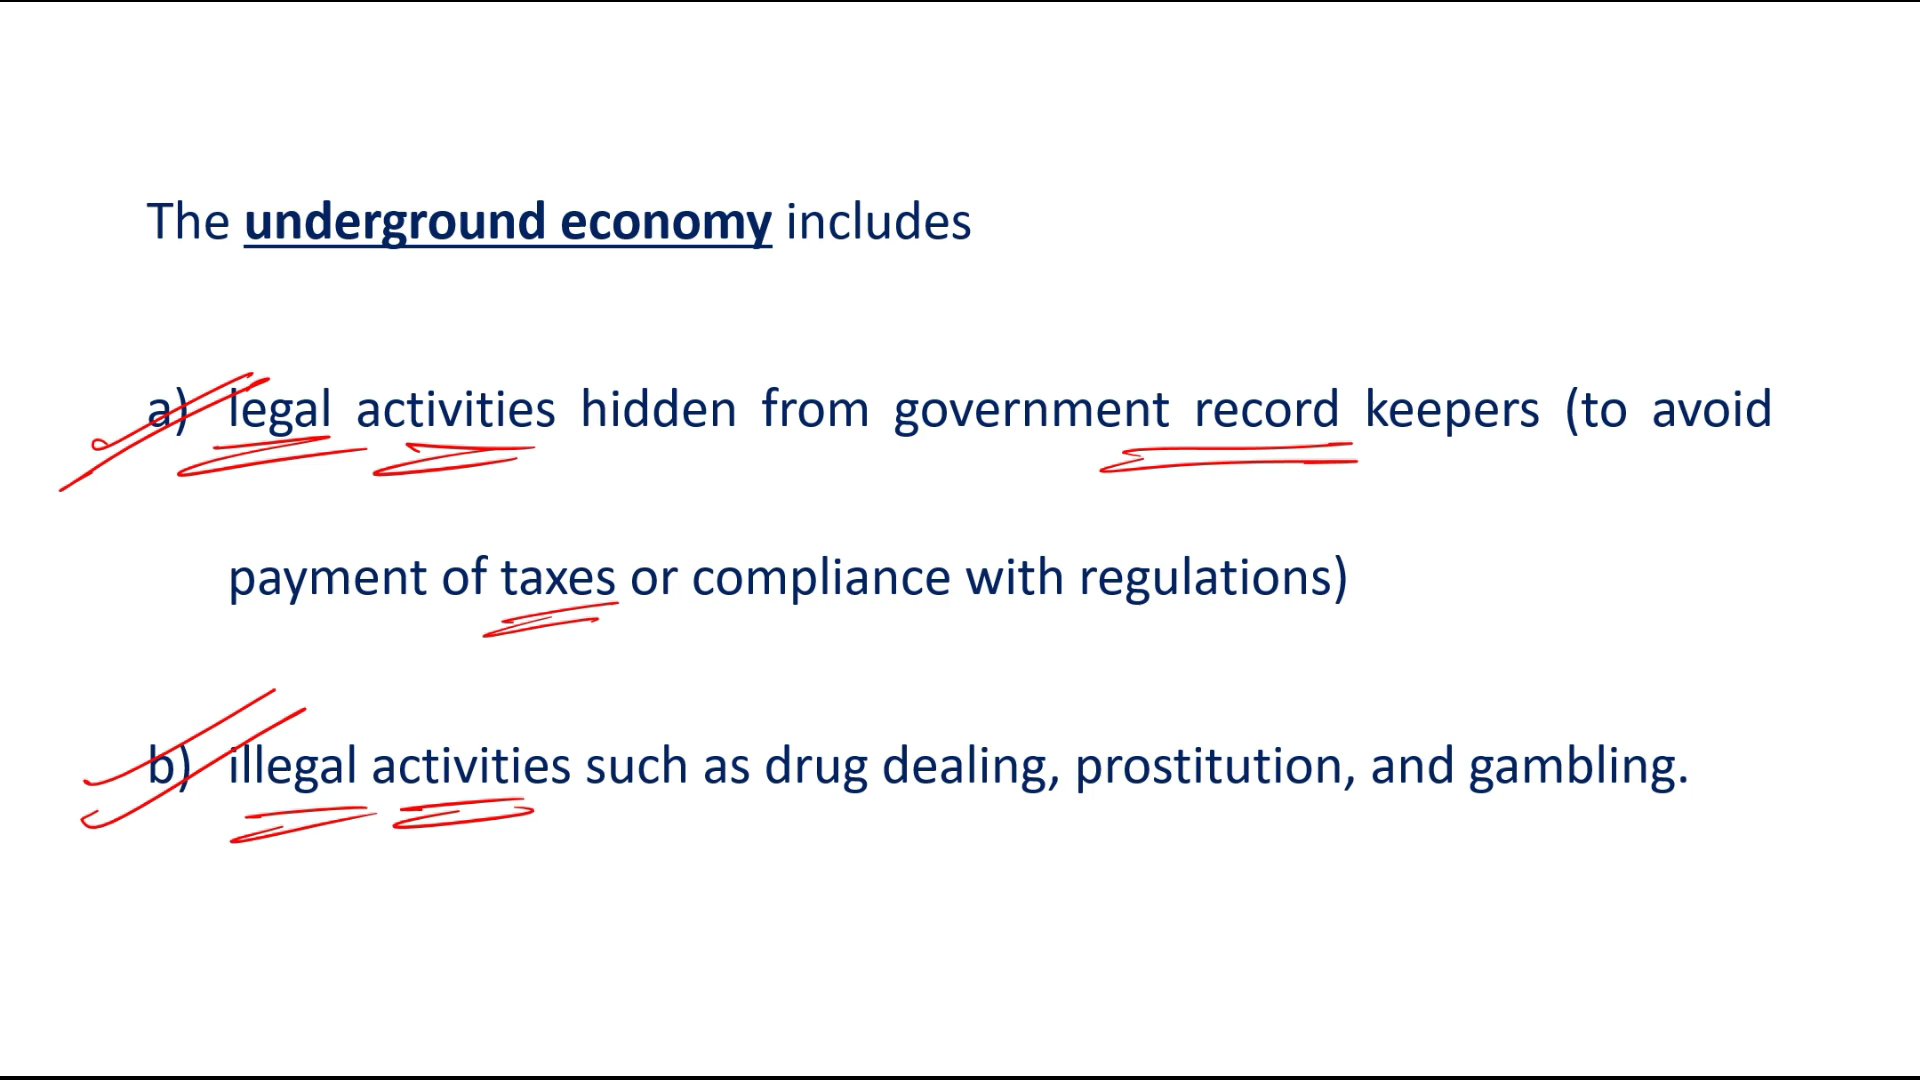 The underground economy includes
a) legal activities hidden from government record keepers (to avoid
payment of taxes or compliance with regulations)
b) illegal activities such as drug dealing, prostitution, and gambling.